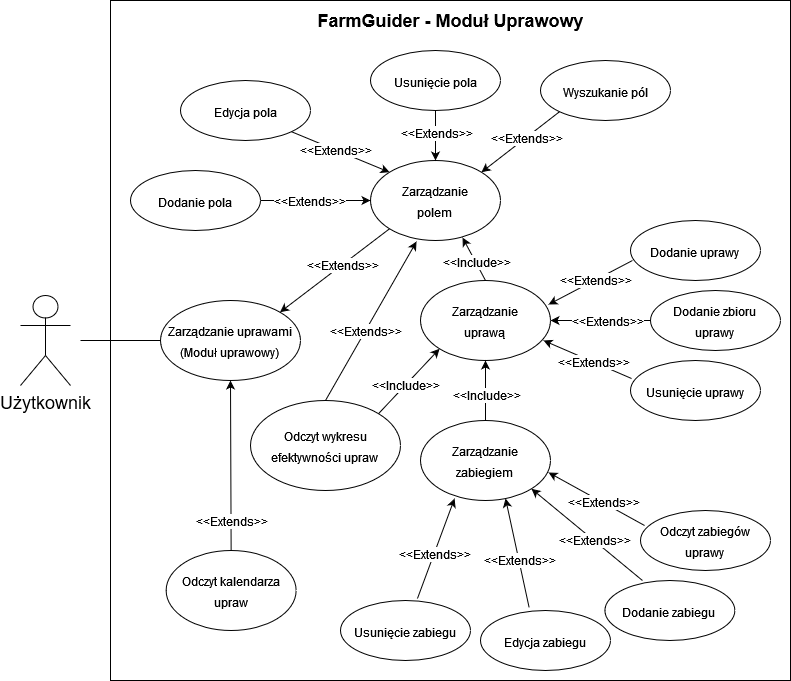 FarmGuider - Moduł Uprawowy
Usunięcie pola
Wyszukanie pól
Edycja pola
<<Extends>>
<<Extends>>
<<Extends>>
Zarządzanie
polem
Dodanie pola
<<Extends>>
<<Extends>>
<<Include>>
Dodanie uprawy
<<Extends>>
Zarządzanie
uprawą
Dodanie zbioru
uprawy
<<Extends>>
Zarządzanie uprawami
(Moduł uprawowy)
<<Extends>>
<<Extends>>
Usunięcie uprawy
Użytkownik
<<Include>>
<<Include>>
Odczyt wykresu
efektywności upraw
Zarządzanie
zabiegiem
<<Extends>>
<<Extends>>
Odczyt zabiegów
uprawy
<<Extends>>
<<Extends>>
<<Extends>>
Odczyt kalendarza
upraw
Dodanie zabiegu
Usunięcie zabiegu
Edycja zabiegu